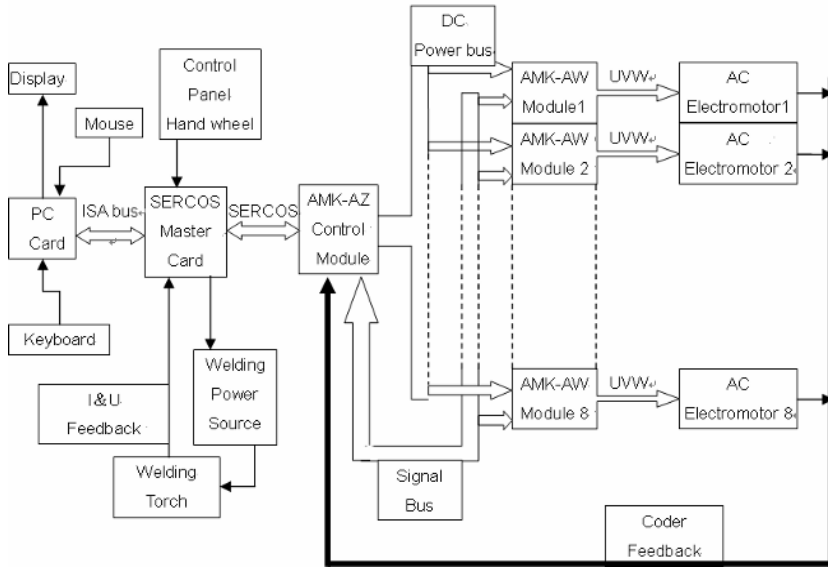 DC
Power bus
Display
Control
Panel
Hand wheel
Mouse
AMK-AW
Module1
UVW
AC
Electromotor1
AMK-AW
Module 2
UVW
AC
Electromotor 2
PC
Card
ISA bus
SERCOS
Master
Card
SERCOS
AMK-AZ
Control
Module
Keyboard
Welding
Power
Source
I&U
Feedback
Welding
Torch
AMK-AW
Module 8
UVW
AC
Electromotor 8
Signal
Bus
Coder
Feedback